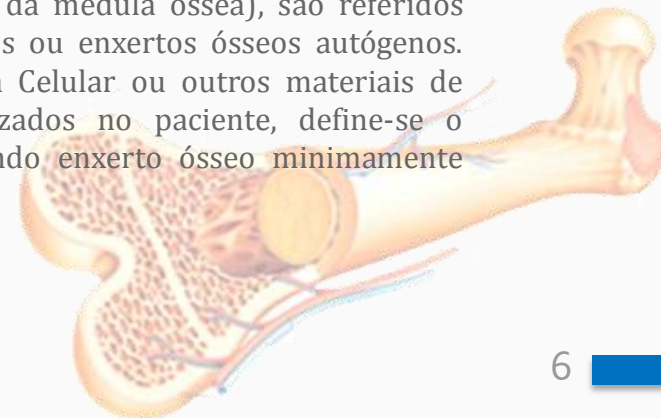 da medula óssea), são referidos
s ou enxertos ósseos autógenos.
Celular ou outros materiais de
zados no paciente, define-se o
ndo enxerto ósseo minimamente
6